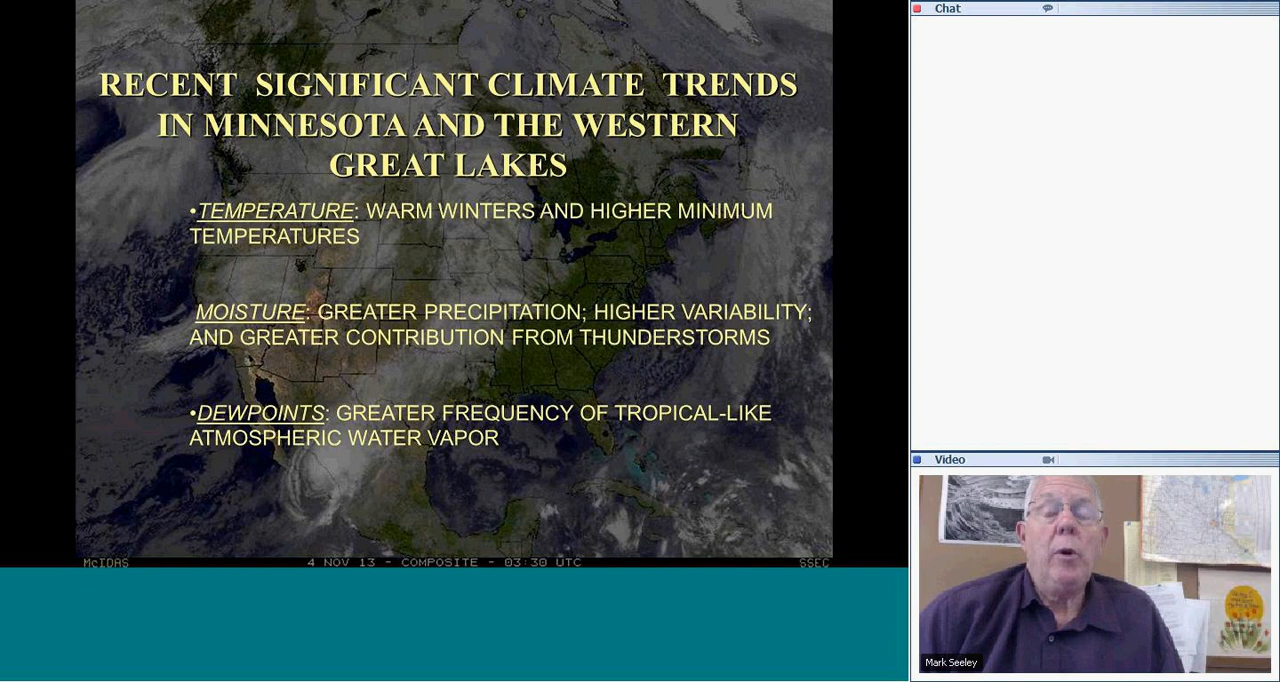 RECENT SIGNIFICANT CLIMATE TRENDS
IN MINNESOTA AND THE WESTERN
GREAT LAKES
•TEMPERATURE: WARM WINTERS AND HIGHER MINIMUM
TEMPERATURES
MOISTURE: GREATER PRECIPITATION; HIGHER VARIABILITY;
AND GREATER CONTRIBUTION FROM THUNDERSTORMS
•DEWPOINTS: GREATER FREQUENCY OF TROPICAL-LIKE
ATMOSPHERIC WATER VAPOR
McIDAS 4 NOV 13 - COMPOSITE - 03:30 UTC SSEC
Chat
Video
Mark Seeley